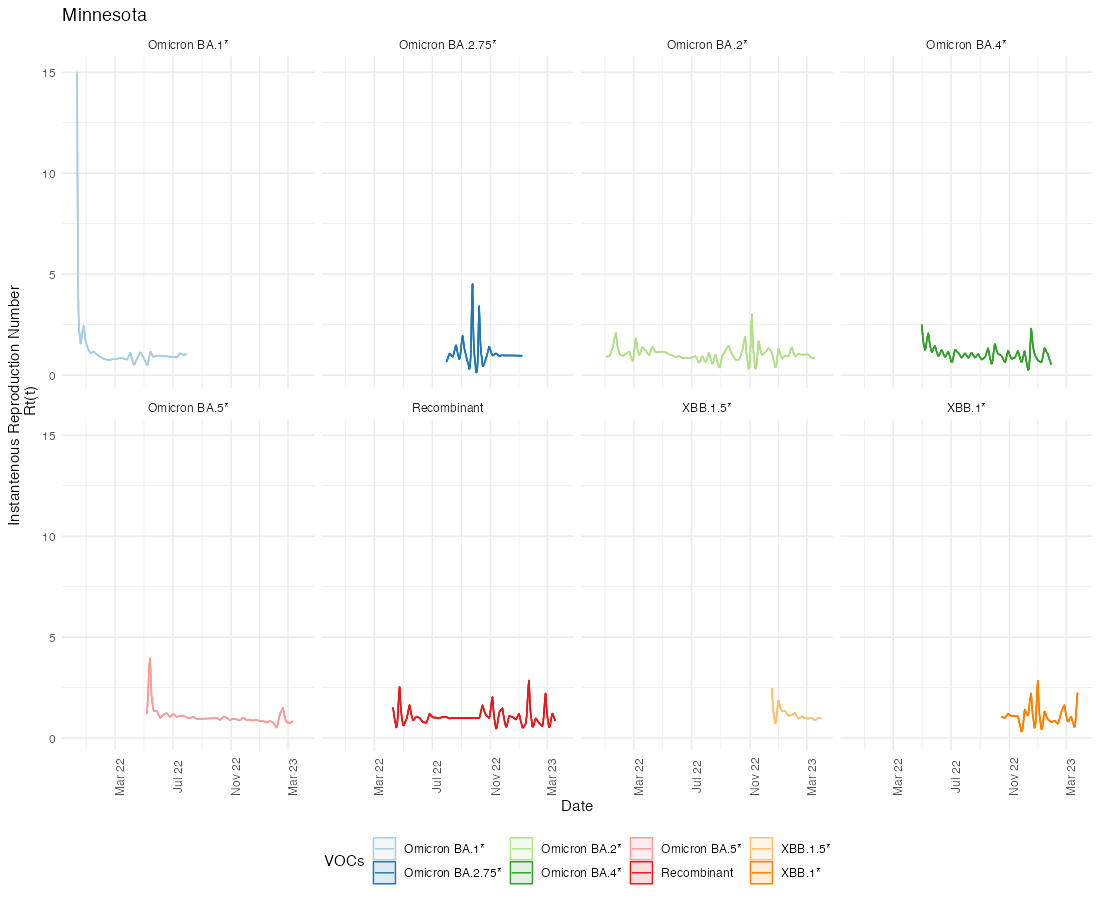 Minnesota
Omicron BA.1* Omicron BA.2.75* Omicron BA.2* Omicron BA.4*
15
10
5
0
Omicron BA.5* Recombinant XBB.1.5* XBB.1*
15
10
5
0
Instantenous Reproduction Number
Rt(t)
Mar 22 Jul 22 Nov 22 Mar 23 Mar 22 Jul 22 Nov 22 Mar 23 Mar 22 Jul 22 Nov 22 Mar 23 Mar 22 Jul 22 Nov 22 Mar 23
Date
VOCs
Omicron BA.1* Omicron BA.2* Omicron BA.5* XBB.1.5*
Omicron BA.2.75* Omicron BA.4* Recombinant XBB.1*